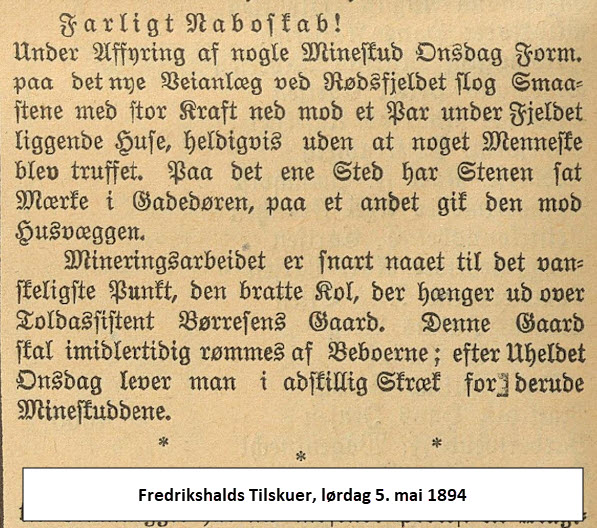 Farligt Naboskab!
Under Affyring af nogle Mineskud Onsdag Form.
paa det nye Veianlæg ved Rødsfjeldet slog Smaa-
stene med stor Kraft ned mod et Par under Fjeldet
liggende Huse, heldigvis uden at noget Menneske
blev truffet. Paa det ene Sted har Stenen sat
Mærke i Gadedøren, paa et andet gik den mod
Husvæggen.
Mineringsarbeidet er snart naaet til det van-
skeligste Punkt, den bratte Kol, der hænger ud over
Toldassistent Børresens Gaard. Denne Gaard
skal imidlertidig rømmes af Beboerne; efter Uheldet
Onsdag lever man i adskillig Skræk for derude
Mineskuddene.
* * *
Fredrikshalds Tilskuer, lørdag 5. mai 1894